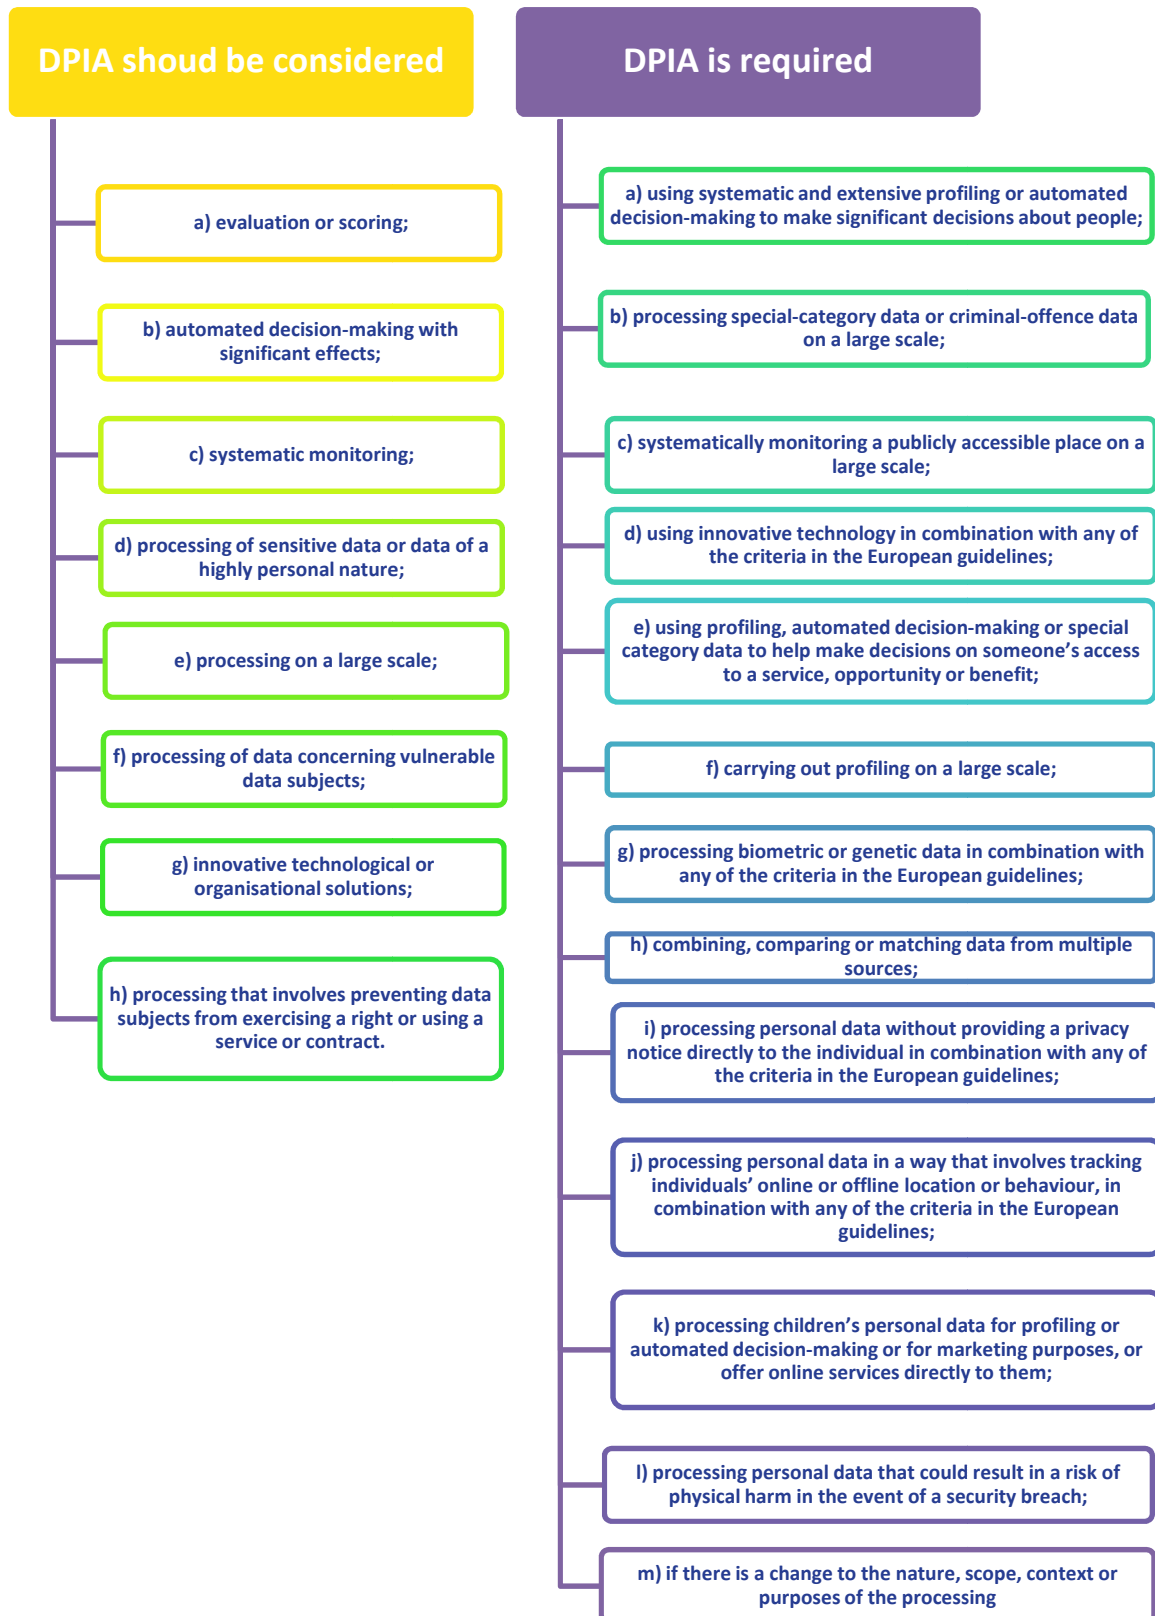 DPIA shoud be considered
a) evaluation or scoring;
b) automated decision-making with
significant effects;
c) systematic monitoring;
d) processing of sensitive data or data of a
highly personal nature;
e) processing on a large scale;
f) processing of data concerning vulnerable
data subjects;
g) innovative technological or
organisational solutions;
h) processing that involves preventing data
subjects from exercising a right or using a
service or contract.
DPIA is required
a) using systematic and extensive profiling or automated
decision-making to make significant decisions about people;
b) processing special-category data or criminal-offence data
on a large scale;
c) systematically monitoring a publicly accessible place on a
large scale;
d) using innovative technology in combination with any of
the criteria in the European guidelines;
e) using profiling, automated decision-making or special
category data to help make decisions on someone’s access
to a service, opportunity or benefit;
f) carrying out profiling on a large scale;
g) processing biometric or genetic data in combination with
any of the criteria in the European guidelines;
h) combining, comparing or matching data from multiple
sources;
i) processing personal data without providing a privacy
notice directly to the individual in combination with any of
the criteria in the European guidelines;
j) processing personal data in a way that involves tracking
individuals’ online or offline location or behaviour, in
combination with any of the criteria in the European
guidelines;
k) processing children’s personal data for profiling or
automated decision-making or for marketing purposes, or
offer online services directly to them;
l) processing personal data that could result in a risk of
physical harm in the event of a security breach;
m) if there is a change to the nature, scope, context or
purposes of the processing